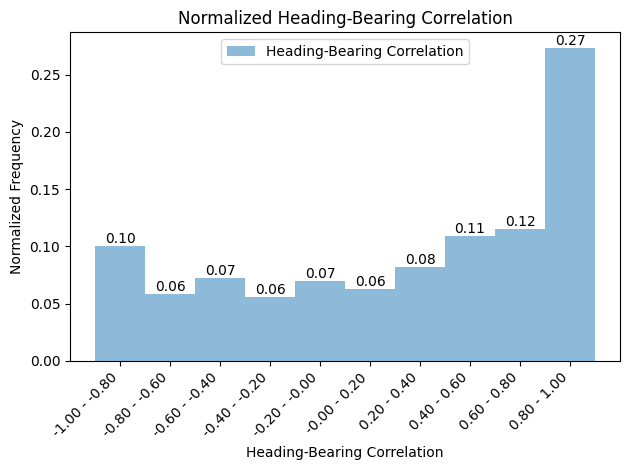 Normalized Heading-Bearing Correlation
Heading-Bearing Correlation
Normalized Frequency
0.25
0.20
0.15
0.10
0.05
0.00
0.10
0.06
0.07
0.06
0.07
0.06
0.08
0.11
0.12
0.27
-1.00 - -0.80
-0.80 - -0.60
-0.60 - -0.40
-0.40 - -0.20
-0.20 - -0.00
-0.00 - 0.20
0.20 - 0.40
0.40 - 0.60
0.60 - 0.80
0.80 - 1.00
Heading-Bearing Correlation